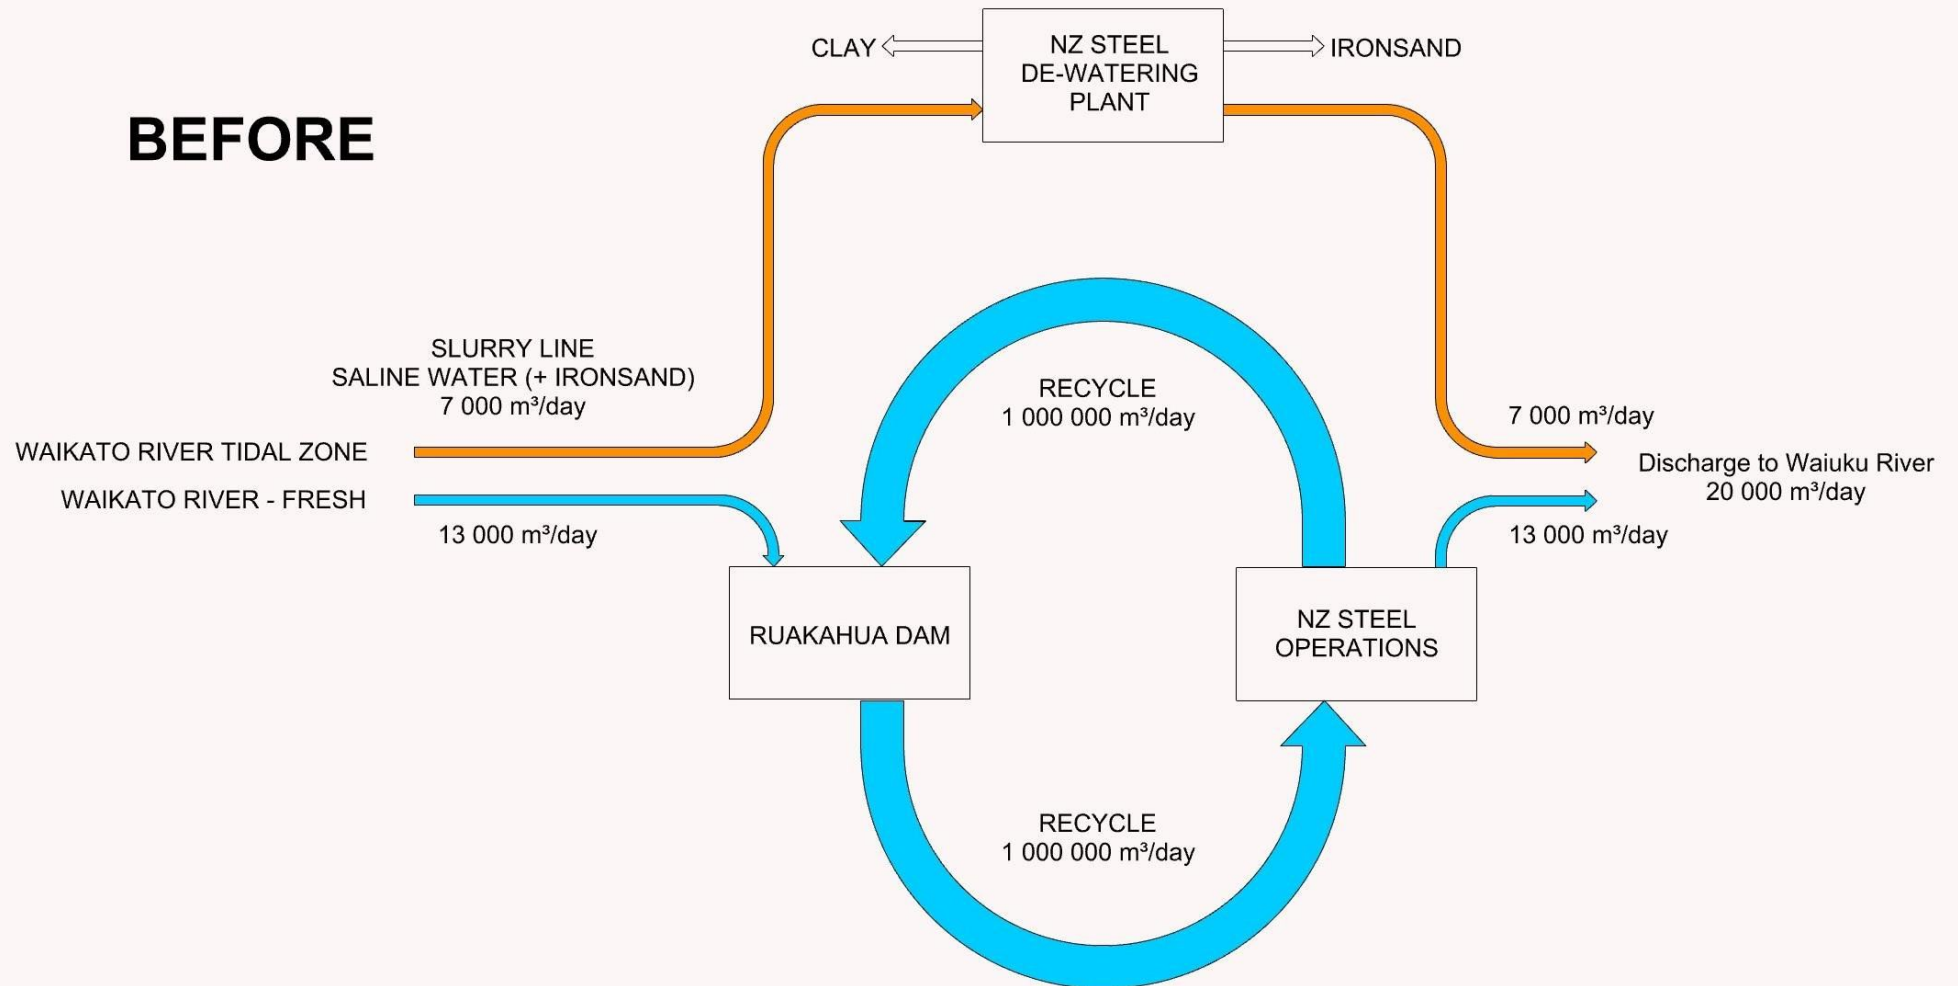 BEFORE
CLAY
NZ STEEL
DE-WATERING
PLANT
IRONSAND
SLURRY LINE
SALINE WATER (+ IRONSAND)
7 000 m³/day
WAIKATO RIVER TIDAL ZONE
WAIKATO RIVER - FRESH
13 000 m³/day
RECYCLE
1 000 000 m³/day
7 000 m³/day
Discharge to Waiuku River
20 000 m³/day
13 000 m³/day
RUAKAHUA DAM
NZ STEEL
OPERATIONS
RECYCLE
1 000 000 m³/day